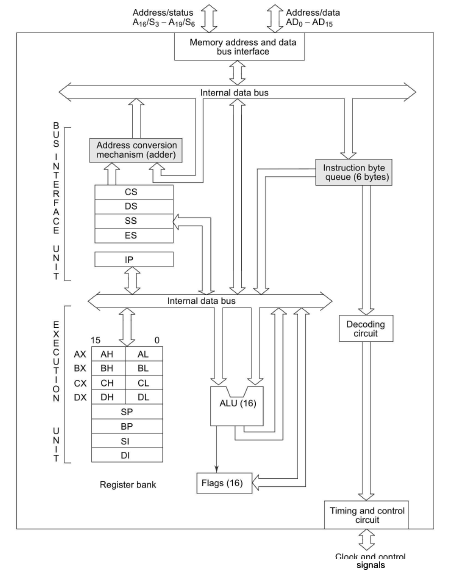 Address/status
A16/S3 – A19/S6
Address/data
AD0 – AD15
Memory address and data
bus interface
Internal data bus
BUS INTERFACE UNIT
Address conversion
mechanism (adder)
Instruction byte
queue (6 bytes)
CS
DS
SS
ES
IP
Internal data bus
EXECUTION UNIT
Decoding
circuit
15 0
AX AH AL
BX BH BL
CX CH CL
DX DH DL
SP
BP
SI
DI
ALU (16)
Register bank
Flags (16)
Timing and control
circuit
Clock and control
signals